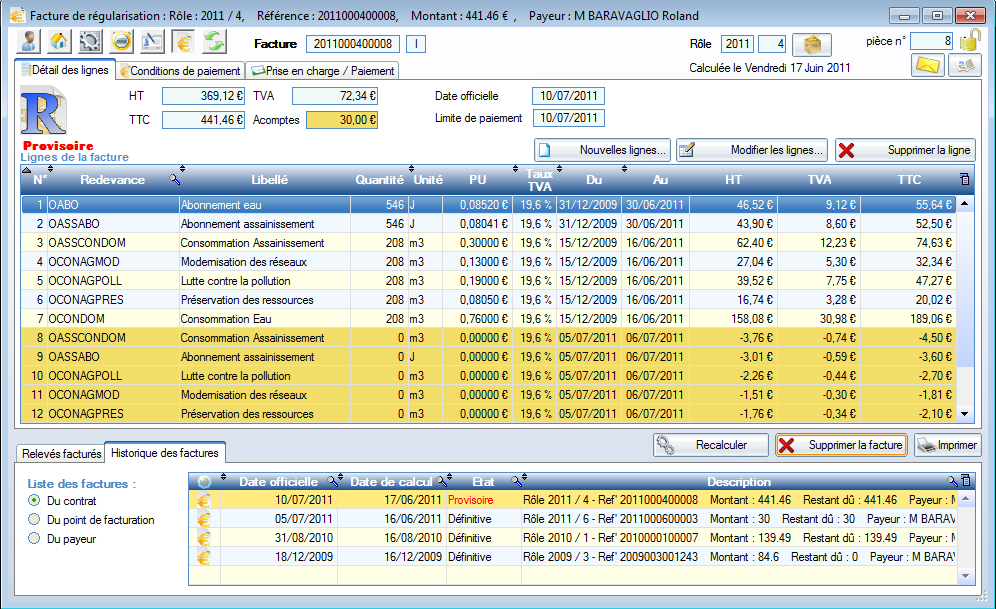 Facture de régularisation : Rôle : 2011 / 4, Référence : 2011000400008, Montant : 441.46 € , Payeur : M BARAVAGLIO Roland
Facture 2011000400008 I Rôle 2011 4 pièce n° 8
Calculée le Vendredi 17 Juin 2011
Détail des lignes Conditions de paiement Prise en charge / Paiement
HT 369,12 € TVA 72,34 € Date officielle 10/07/2011
TTC 441,46 € Acomptes 30,00 € Limite de paiement 10/07/2011
R
Provisoire
Lignes de la facture
Nouvelles lignes... Modifier les lignes... Supprimer la ligne
N° Redevance Libellé Quantité Unité PU Taux TVA Du Au HT TVA TTC
1 OABO Abonnement eau 546 J 0,08520 € 19,6 % 31/12/2009 30/06/2011 46,52 € 9,12 € 55,64 €
2 OASSABO Abonnement assainissement 546 J 0,08041 € 19,6 % 31/12/2009 30/06/2011 43,90 € 8,60 € 52,50 €
3 OASSCONDOM Consommation Assainissement 208 m3 0,30000 € 19,6 % 15/12/2009 16/06/2011 62,40 € 12,23 € 74,63 €
4 OCONAGMOD Modernisation des réseaux 208 m3 0,13000 € 19,6 % 15/12/2009 16/06/2011 27,04 € 5,30 € 32,34 €
5 OCONAGPOLL Lutte contre la pollution 208 m3 0,19000 € 19,6 % 15/12/2009 16/06/2011 39,52 € 7,75 € 47,27 €
6 OCONAGPRES Préservation des ressources 208 m3 0,08050 € 19,6 % 15/12/2009 16/06/2011 16,74 € 3,28 € 20,02 €
7 OCONDOM Consommation Eau 208 m3 0,76000 € 19,6 % 15/12/2009 16/06/2011 158,08 € 30,98 € 189,06 €
8 OASSCONDOM Consommation Assainissement 0 m3 0,00000 € 19,6 % 05/07/2011 06/07/2011 -3,76 € -0,74 € -4,50 €
9 OASSABO Abonnement assainissement 0 J 0,00000 € 19,6 % 05/07/2011 06/07/2011 -3,01 € -0,59 € -3,60 €
10 OCONAGPOLL Lutte contre la pollution 0 m3 0,00000 € 19,6 % 05/07/2011 06/07/2011 -2,26 € -0,44 € -2,70 €
11 OCONAGMOD Modernisation des réseaux 0 m3 0,00000 € 19,6 % 05/07/2011 06/07/2011 -1,51 € -0,30 € -1,81 €
12 OCONAGPRES Préservation des ressources 0 m3 0,00000 € 19,6 % 05/07/2011 06/07/2011 -1,76 € -0,34 € -2,10 €
Recalculer Supprimer la facture Imprimer
Relevés facturés Historique des factures
Liste des factures :
Du contrat
Du point de facturation
Du payeur
Date officielle Date de calcul Etat Description
10/07/2011 17/06/2011 Provisoire Rôle 2011 / 4 - Ref' 2011000400008 Montant : 441.46 Restant dû : 441.46 Payeur : M
05/07/2011 16/06/2011 Définitive Rôle 2011 / 6 - Ref' 2011000600003 Montant : 30 Restant dû : 30 Payeur : M BARAV
31/08/2010 16/08/2010 Définitive Rôle 2010 / 1 - Ref' 2010000100007 Montant : 139.49 Restant dû : 139.49 Payeur : M
18/12/2009 16/12/2009 Définitive Rôle 2009 / 3 - Ref' 2009003001243 Montant : 84.6 Restant dû : 0 Payeur : M BARA